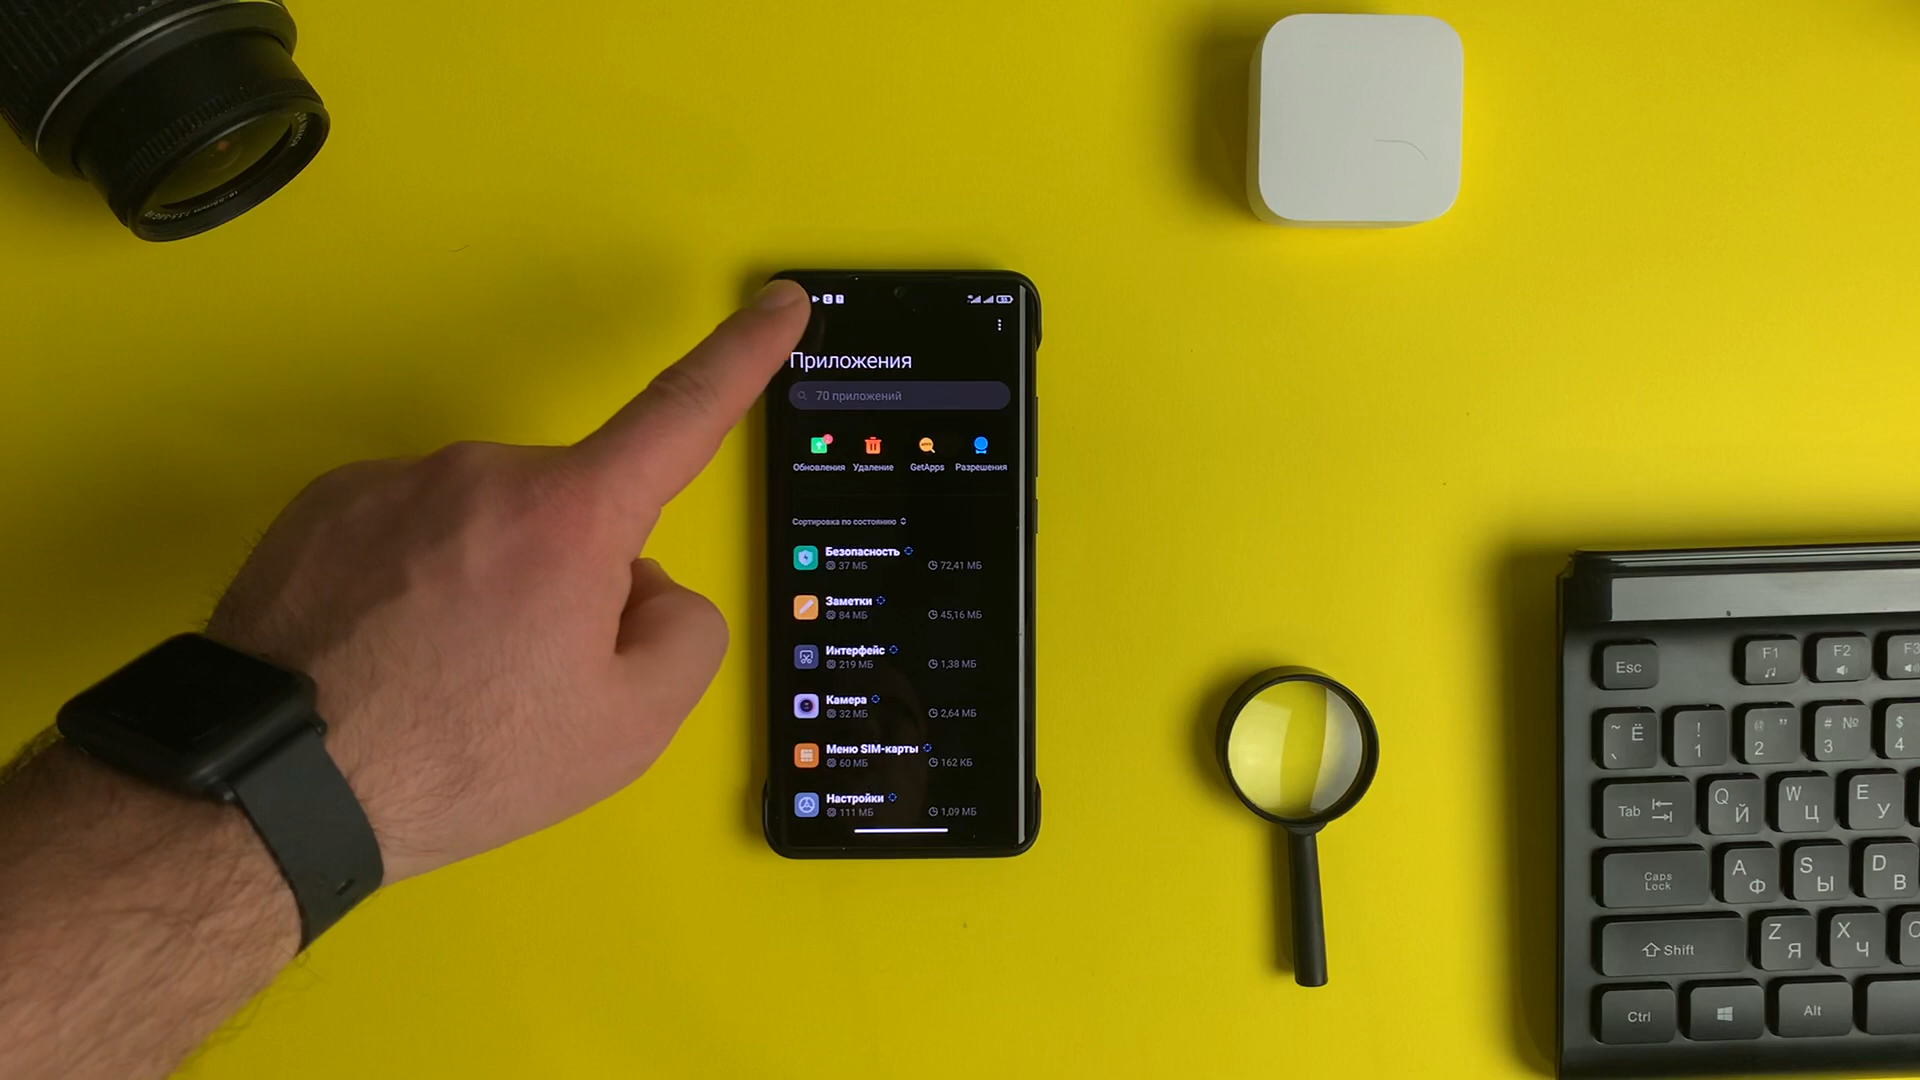 Приложения
70 приложений
Обновления Удаление GetApps Разрешения
Сортировка по состоянию
Безопасность
37 МБ 72,41 МБ
Заметки
84 МБ 45,16 МБ
Интерфейс
219 МБ 1,38 МБ
Камера
32 МБ 2,64 МБ
Меню SIM-карты
60 МБ 162 КБ
Настройки
111 МБ 1,09 МБ
Esc F1 F2 F3
~ Ё ! 1 @ " 2 # № 3 $ 4
Tab Q Й W Ц E У
Caps Lock A Ф S Ы D В
Shift Z Я X Ч
Ctrl Alt